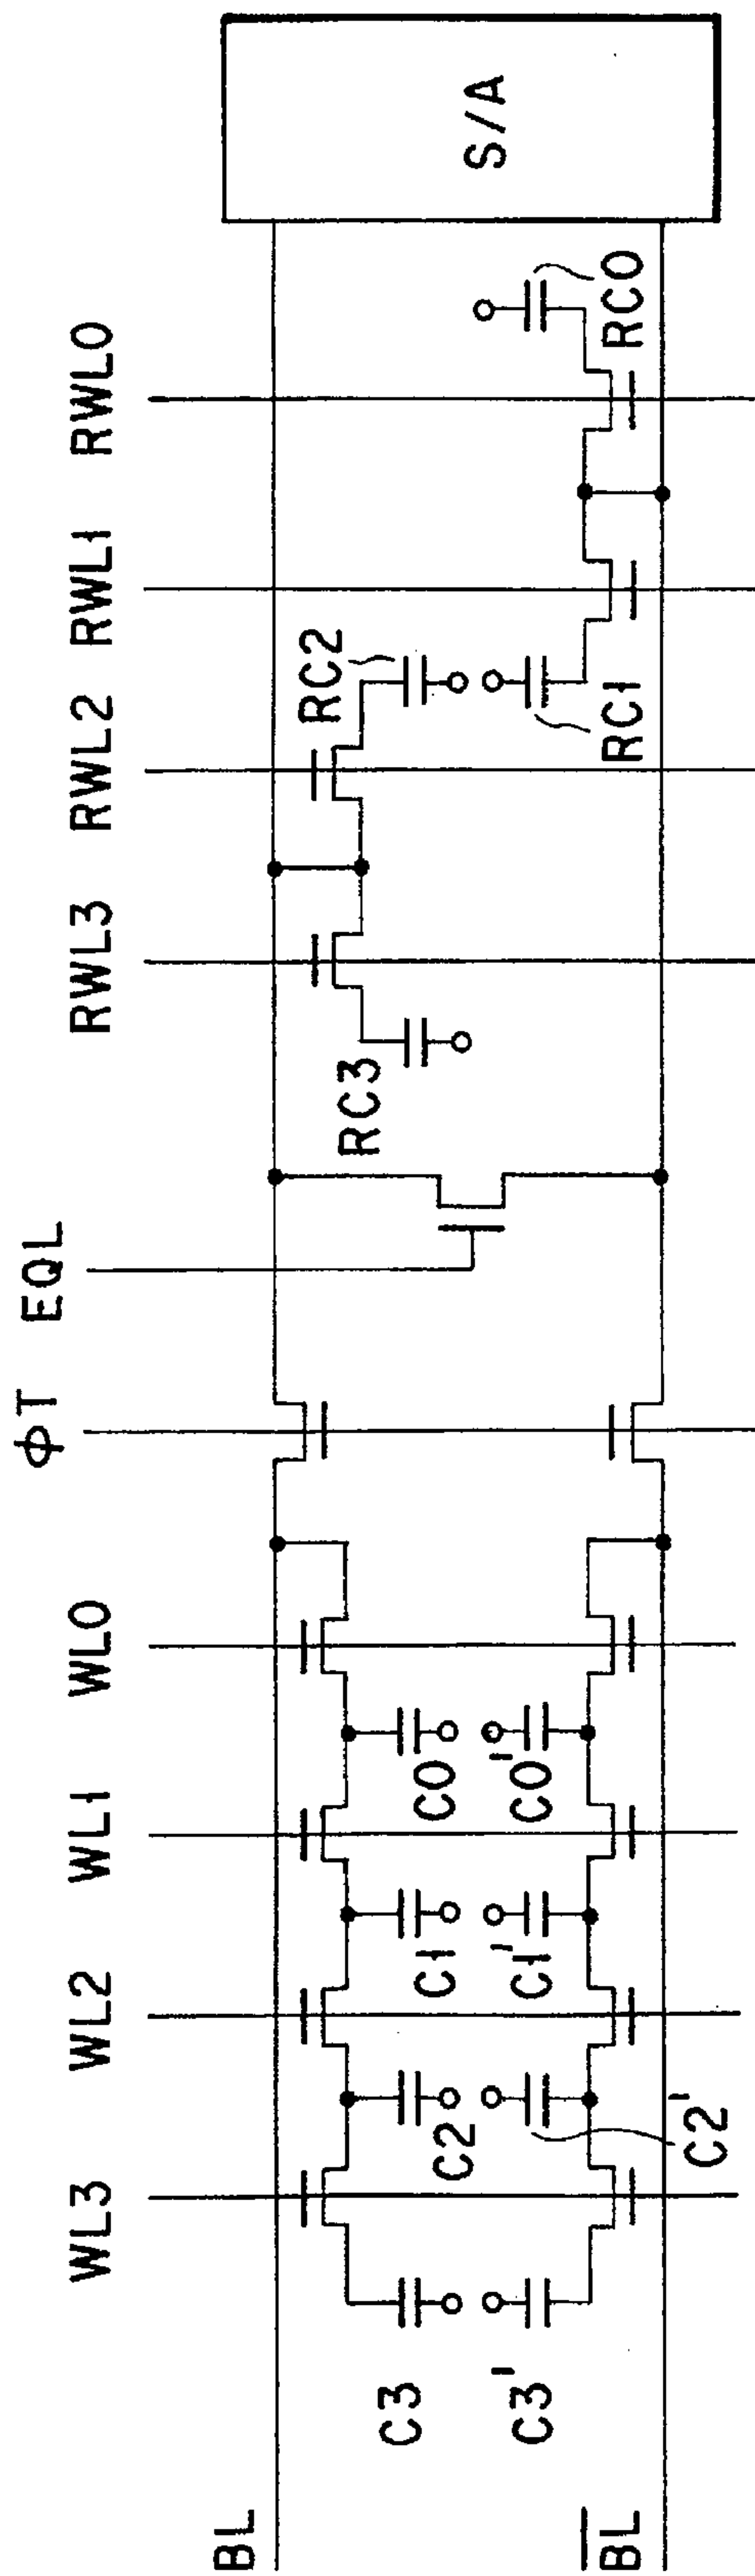 BL
B̅L̅
WL3
WL2
WL1
WL0
ΦT
EQL
RWL3
RWL2
RWL1
RWL0
C3
C3'
C2
C2'
C1
C1'
C0
C0'
RC3
RC2
RC1
RC0
S/A